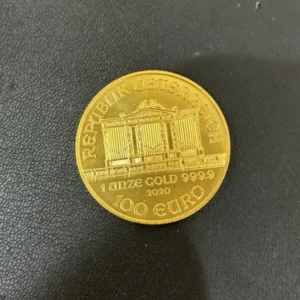 REPUBLIK ÖSTERREICH
1 UNZE GOLD 999.9
2020
100 EURO